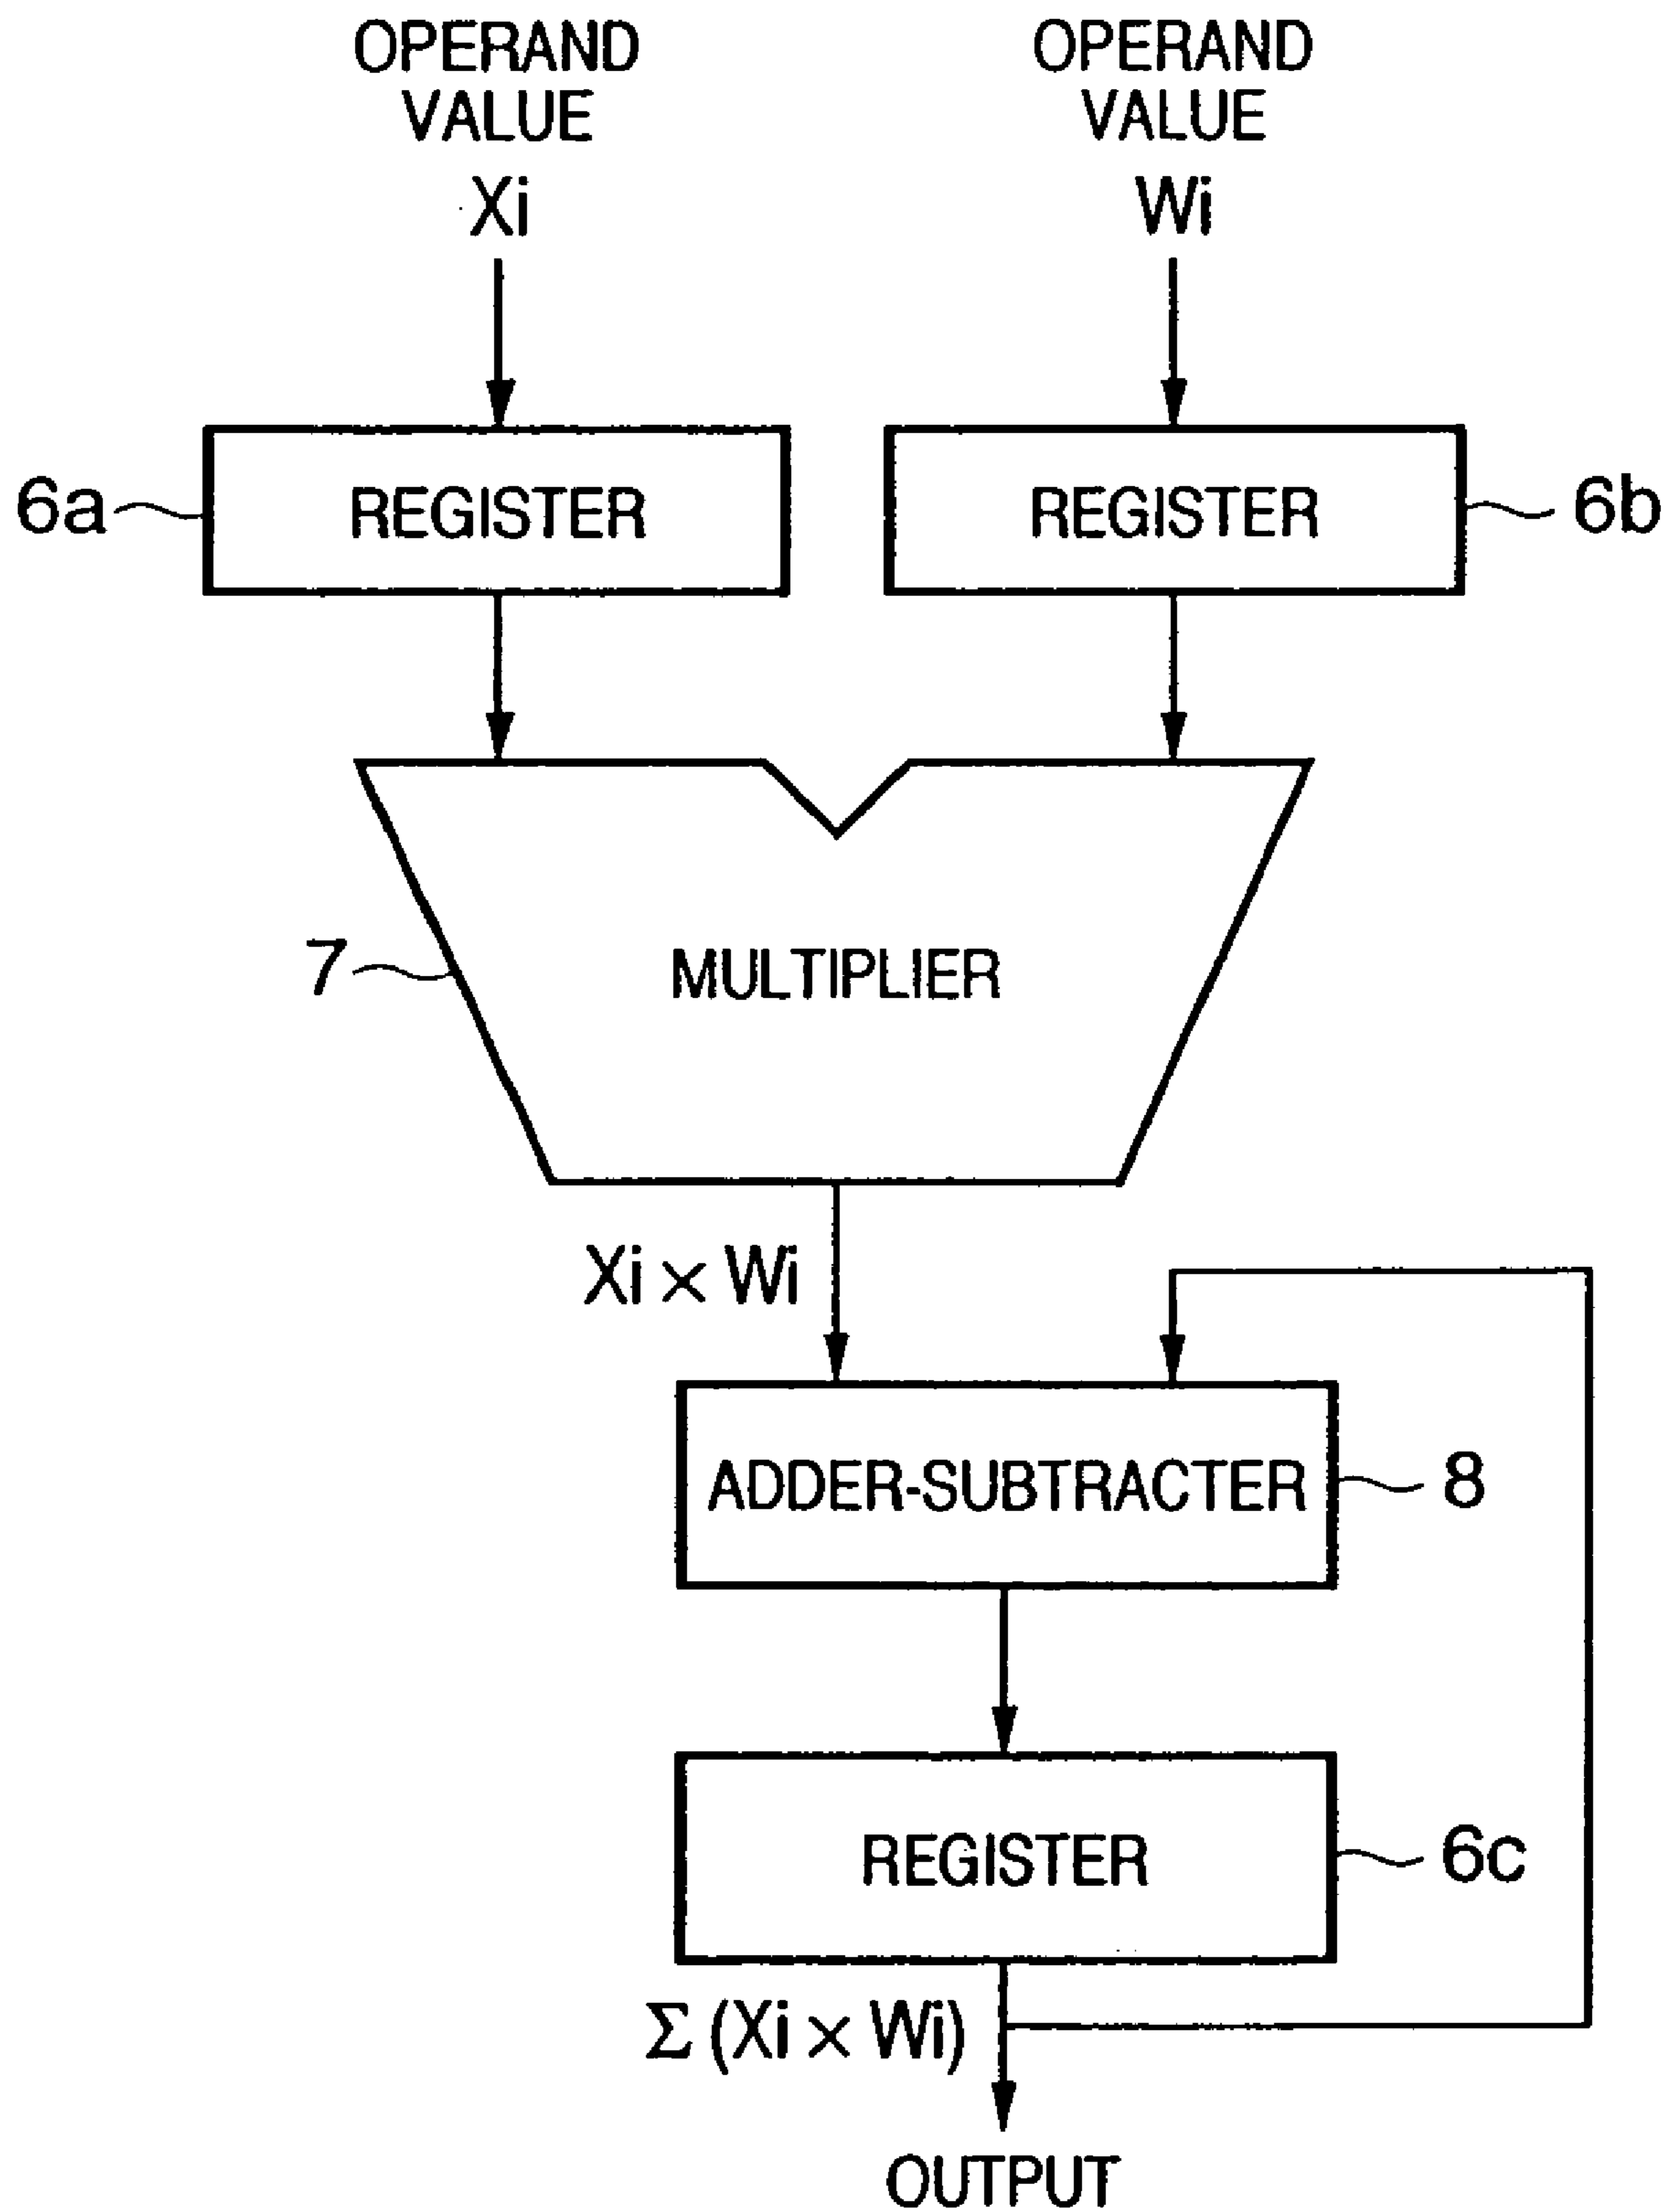 OPERAND
VALUE
Xi
OPERAND
VALUE
Wi
6a
REGISTER
REGISTER
6b
7
MULTIPLIER
Xi × Wi
ADDER-SUBTRACTER
8
REGISTER
6c
Σ (Xi × Wi)
OUTPUT